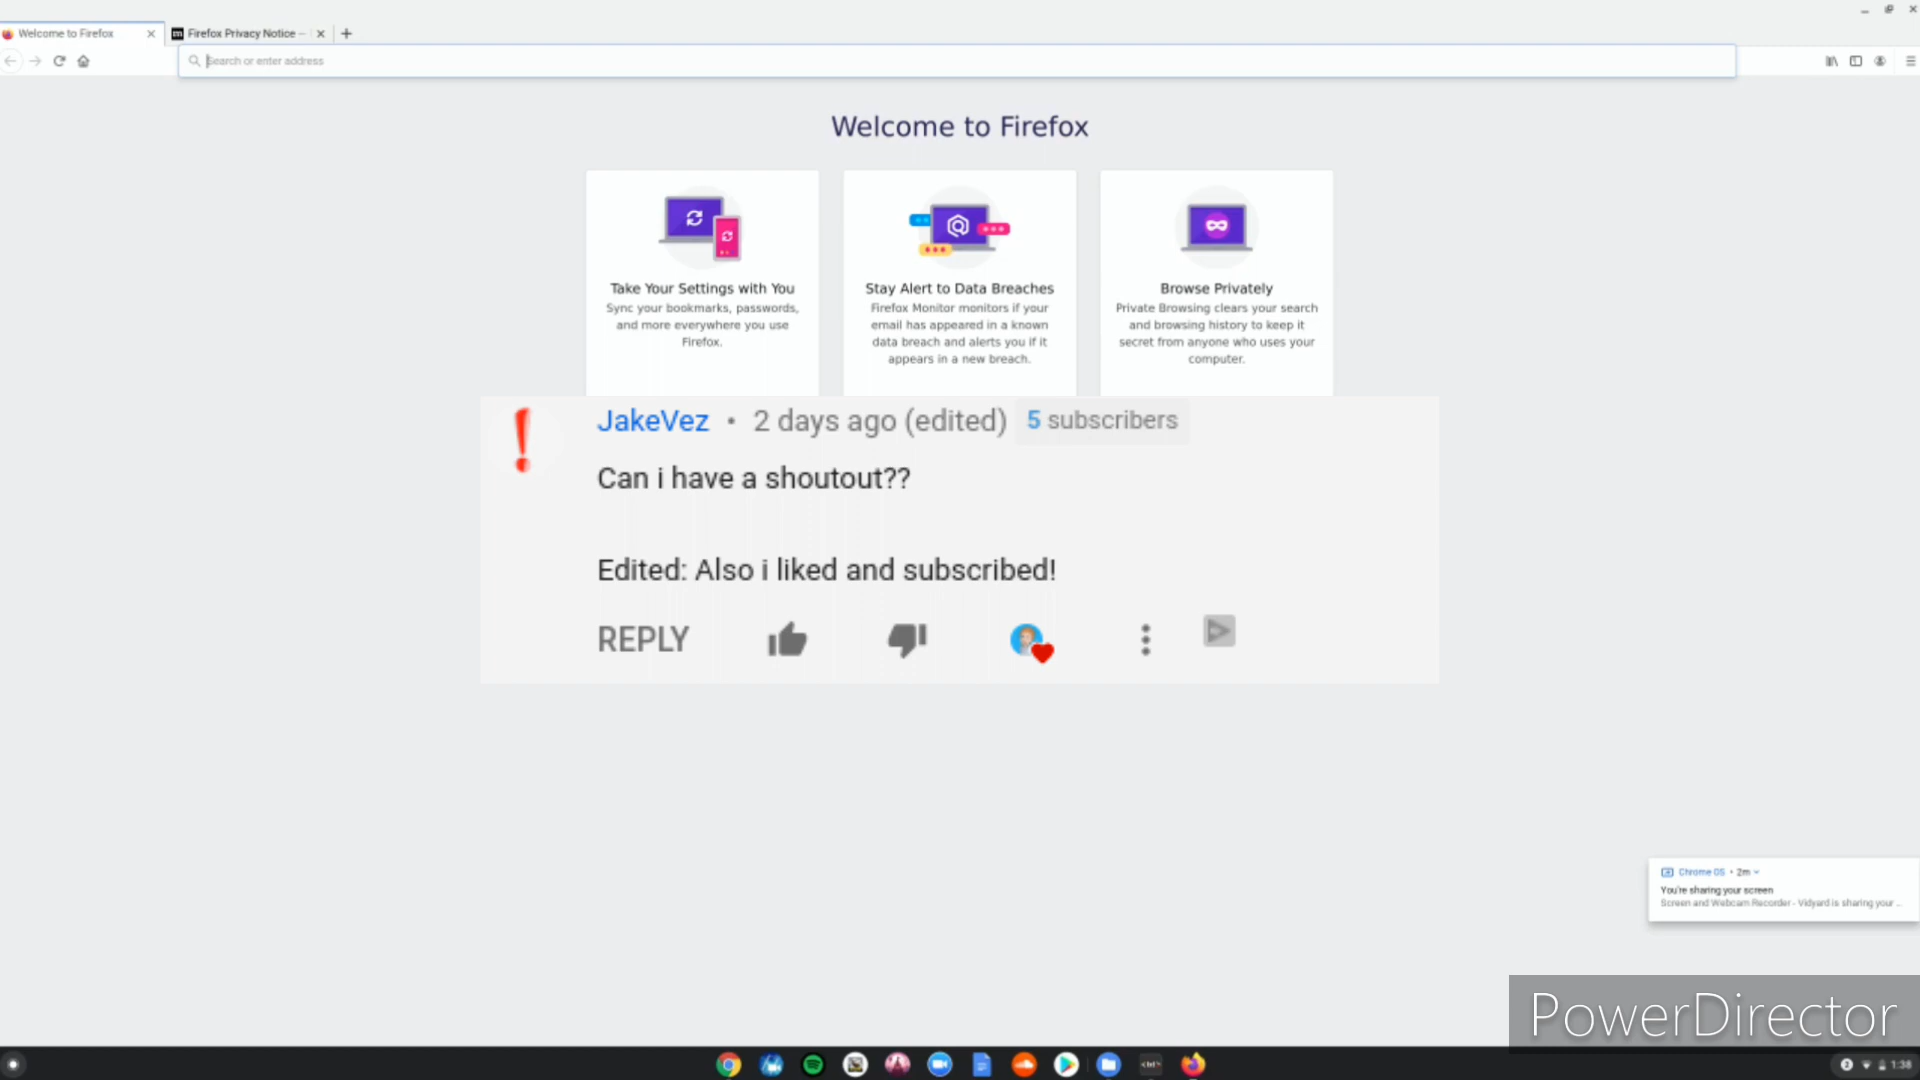 Welcome to Firefox
Firefox Privacy Notice —
Search or enter address
Welcome to Firefox
Take Your Settings with You
Sync your bookmarks, passwords,
and more everywhere you use
Firefox.
Stay Alert to Data Breaches
Firefox Monitor monitors if your
email has appeared in a known
data breach and alerts you if it
appears in a new breach.
Browse Privately
Private Browsing clears your search
and browsing history to keep it
secret from anyone who uses your
computer.
JakeVez • 2 days ago (edited) 5 subscribers
Can i have a shoutout??
Edited: Also i liked and subscribed!
REPLY
Chrome OS • 2m
You're sharing your screen
Screen and Webcam Recorder - Vidyard is sharing your ...
PowerDirector
1:38